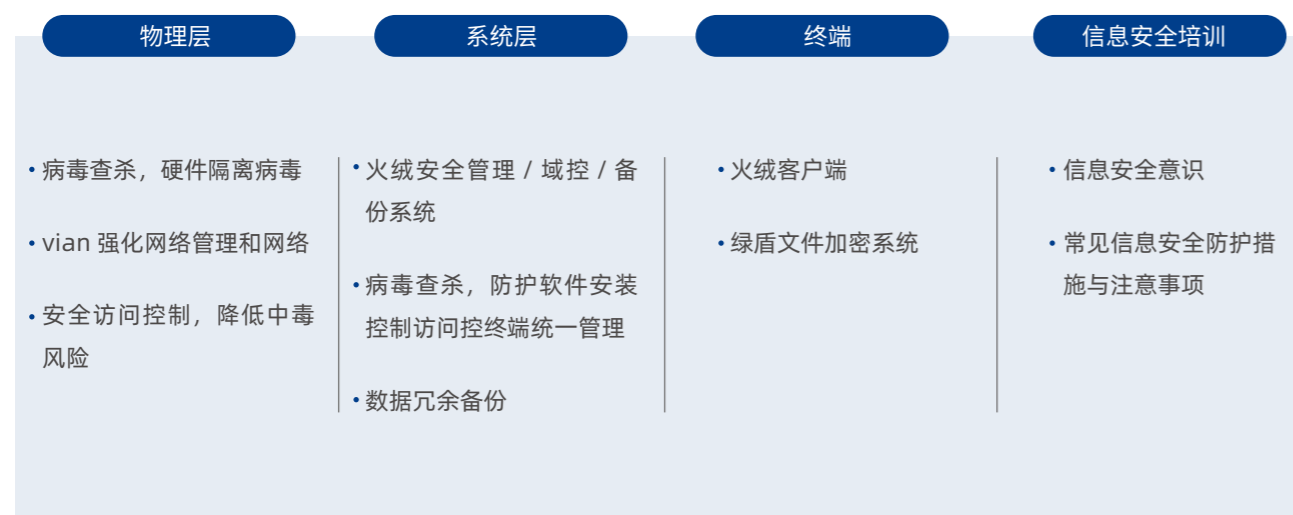 物理层
病毒查杀，硬件隔离病毒
vian 强化网络管理和网络
安全访问控制，降低中毒
风险
系统层
火绒安全管理 / 域控 / 备
份系统
病毒查杀，防护软件安装
控制访问控终端统一管理
数据冗余备份
终端
火绒客户端
绿盾文件加密系统
信息安全培训
信息安全意识
常见信息安全防护措
施与注意事项